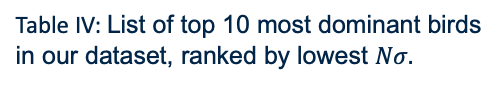 Table IV: List of top 10 most dominant birds
in our dataset, ranked by lowest Nσ.